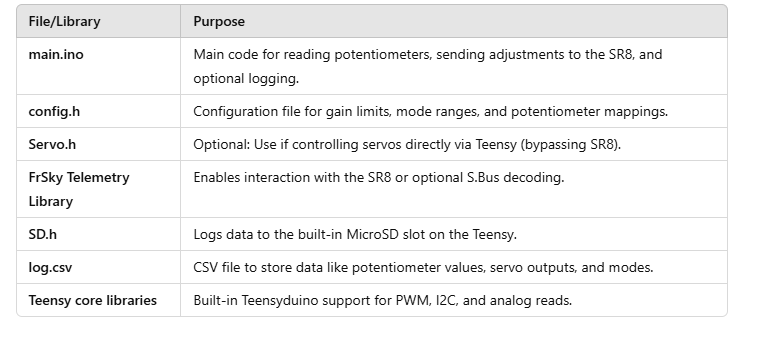 File/Library Purpose
main.ino Main code for reading potentiometers, sending adjustments to the SR8, and
optional logging.
config.h Configuration file for gain limits, mode ranges, and potentiometer mappings.
Servo.h Optional: Use if controlling servos directly via Teensy (bypassing SR8).
FrSky Telemetry Enables interaction with the SR8 or optional S.Bus decoding.
Library
SD.h Logs data to the built-in MicroSD slot on the Teensy.
log.csv CSV file to store data like potentiometer values, servo outputs, and modes.
Teensy core libraries Built-in Teensyduino support for PWM, I2C, and analog reads.